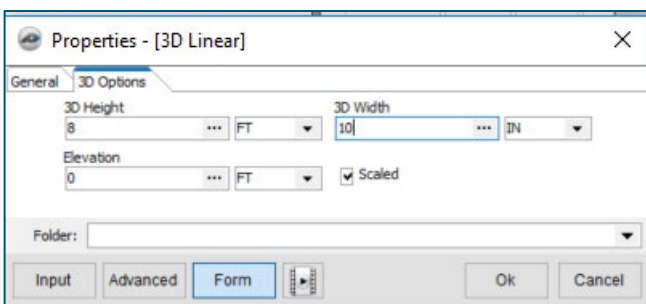 Properties - [3D Linear]
General 3D Options
3D Height 3D Width
8 ... FT 10 ... IN
Elevation
0 ... FT Scaled
Folder:
Input Advanced Form Ok Cancel